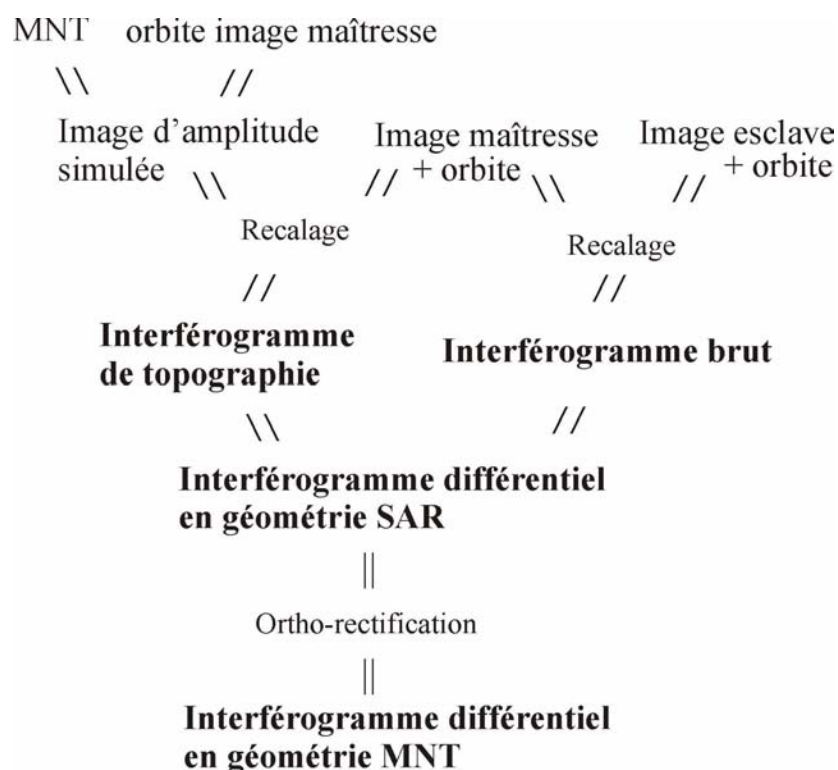 MNT orbite image maîtresse
\\ //
Image d'amplitude simulée
Image maîtresse + orbite
Image esclave + orbite
\\ // \\ //
Recalage
Recalage
// //
Interférogramme
de topographie
Interférogramme brut
\\ //
Interférogramme différentiel
en géométrie SAR
||
Ortho-rectification
||
Interférogramme différentiel
en géométrie MNT